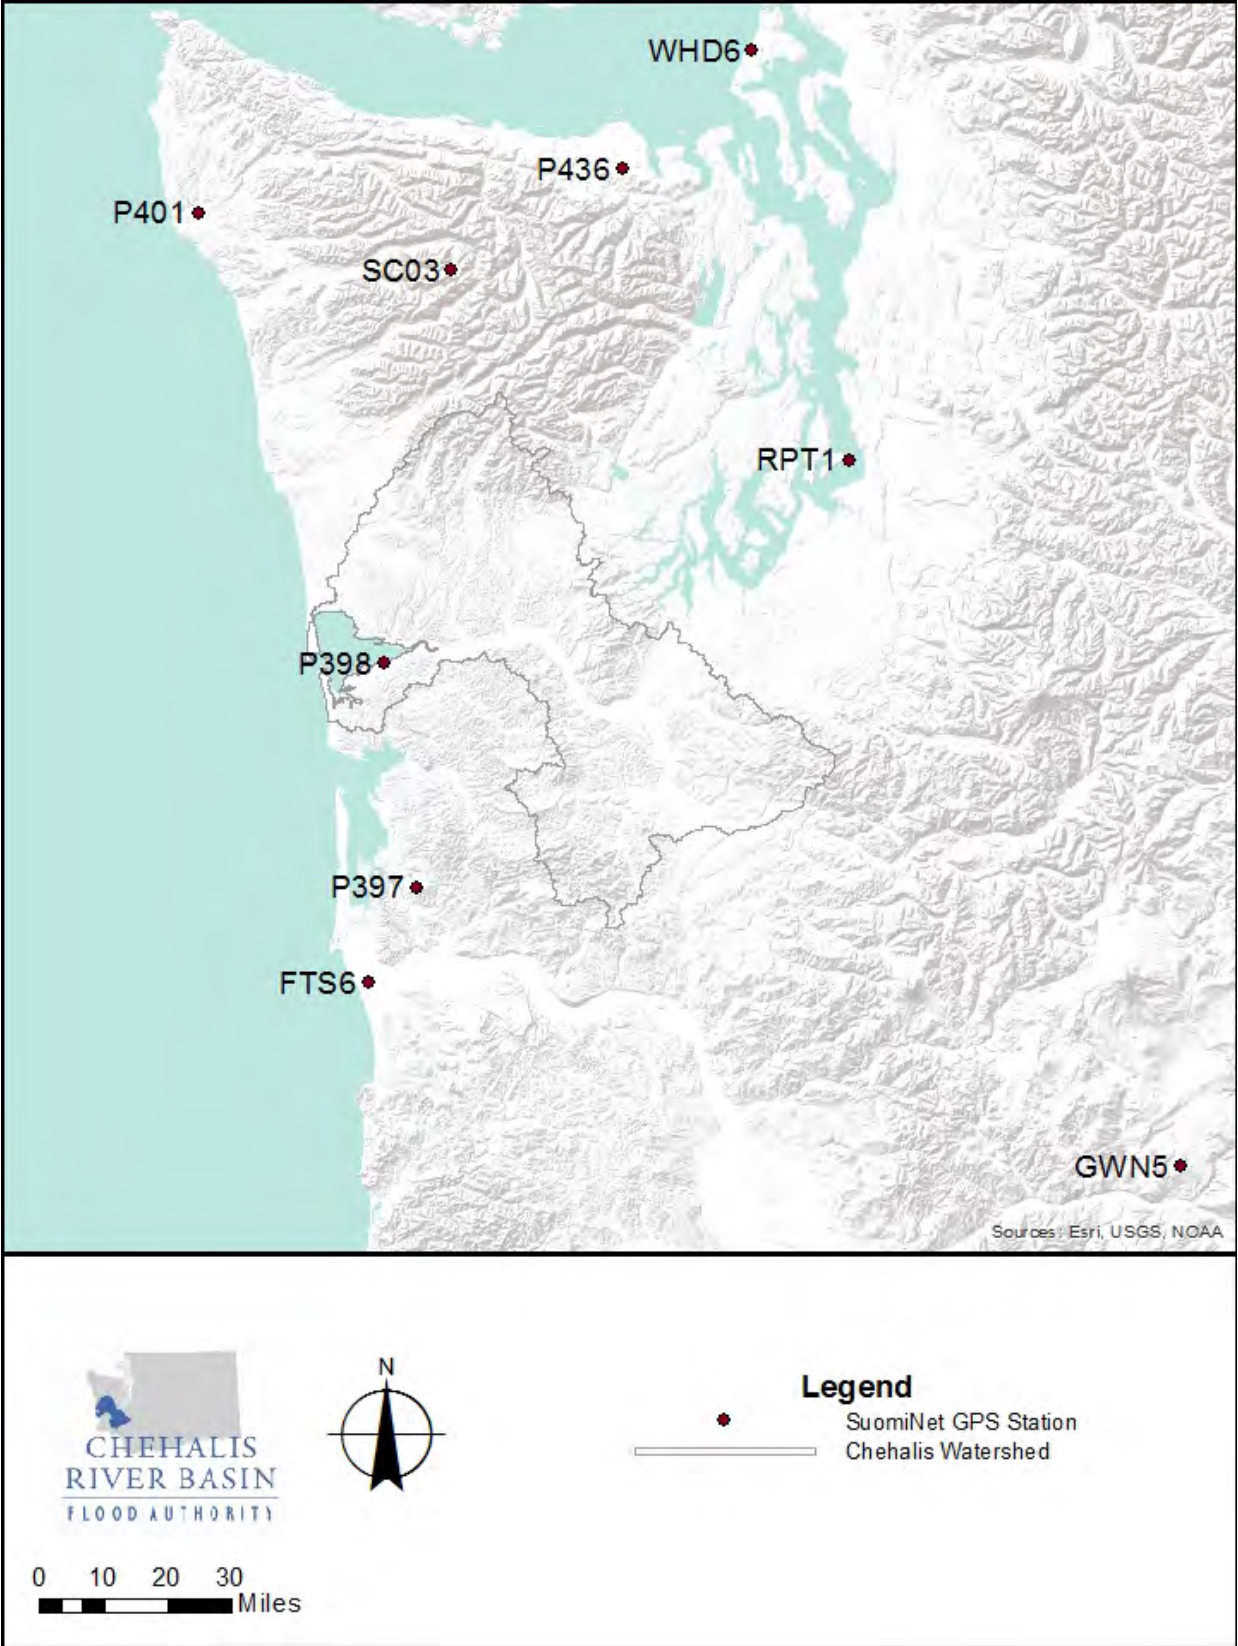 WHD6
P436
P401
SC03
RPT1
P398
P397
FTS6
GWN5
Sources: Esri, USGS, NOAA
CHEHALIS
RIVER BASIN
FLOOD AUTHORITY
N
Legend
SuomiNet GPS Station
Chehalis Watershed
0 10 20 30
Miles